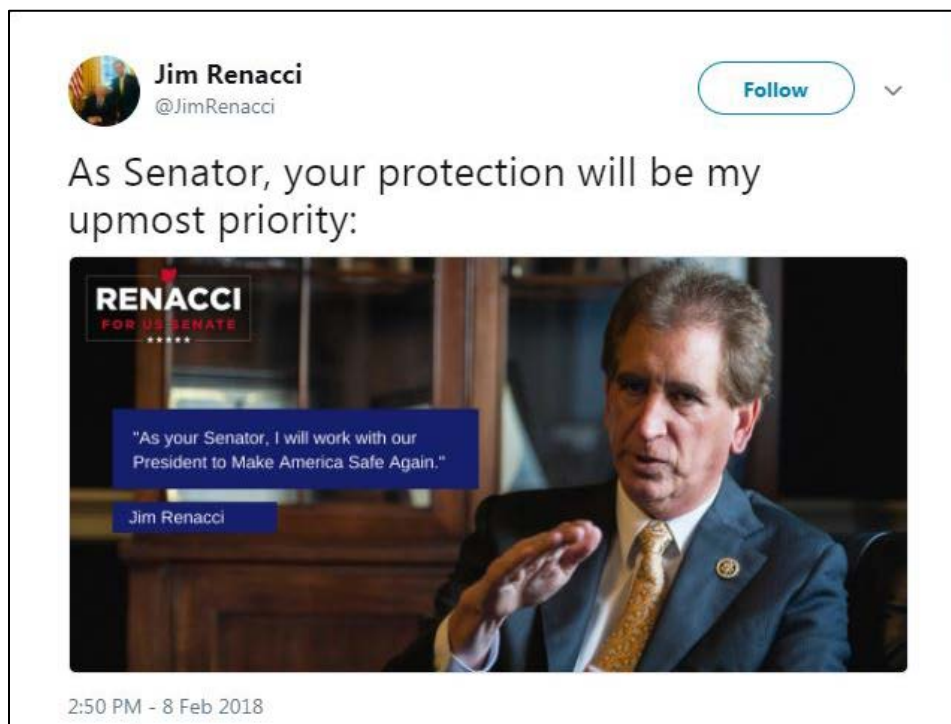 Jim Renacci
@JimRenacci
Follow
As Senator, your protection will be my
upmost priority:
RENACCI
FOR US SENATE
"As your Senator, I will work with our
President to Make America Safe Again."
Jim Renacci
2:50 PM - 8 Feb 2018